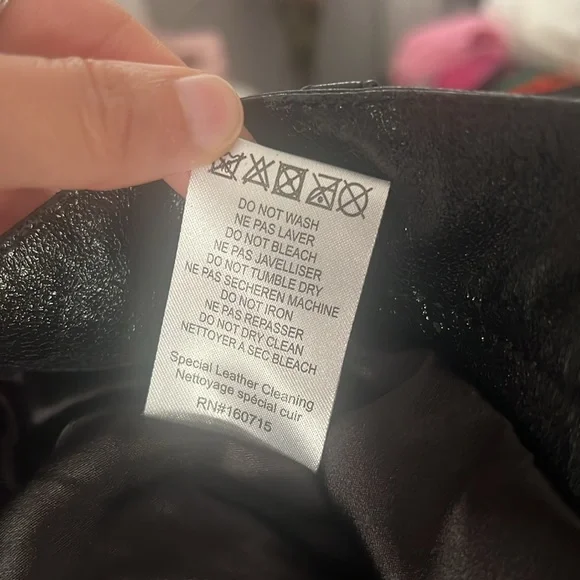 DO NOT WASH
NE PAS LAVER
DO NOT BLEACH
NE PAS JAVELLISER
DO NOT TUMBLE DRY
NE PAS SECHEREN MACHINE
DO NOT IRON
NE PAS REPASSER
DO NOT DRY CLEAN
NETTOYER À SEC BLEACH
Special Leather Cleaning
Nettoyage spécial cuir
RN#160715